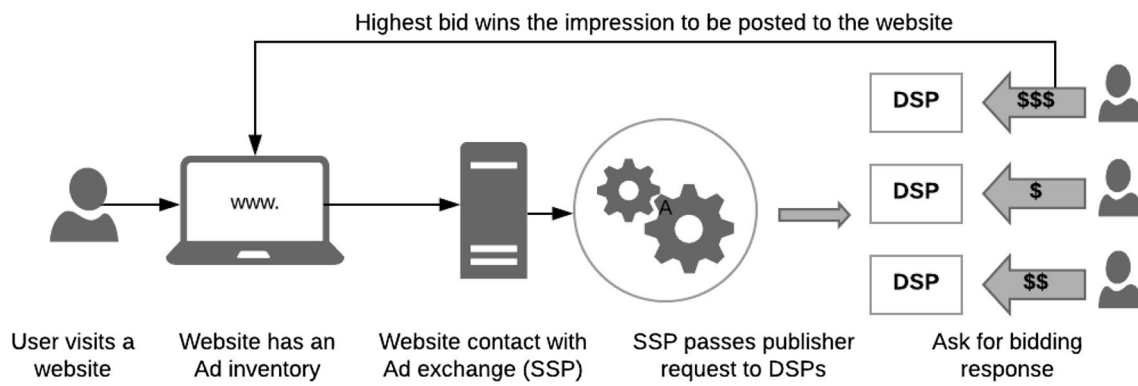 Highest bid wins the impression to be posted to the website
DSP
$$$
www.
A
DSP
$
DSP
$$
User visits a
website
Website has an
Ad inventory
Website contact with
Ad exchange (SSP)
SSP passes publisher
request to DSPs
Ask for bidding
response